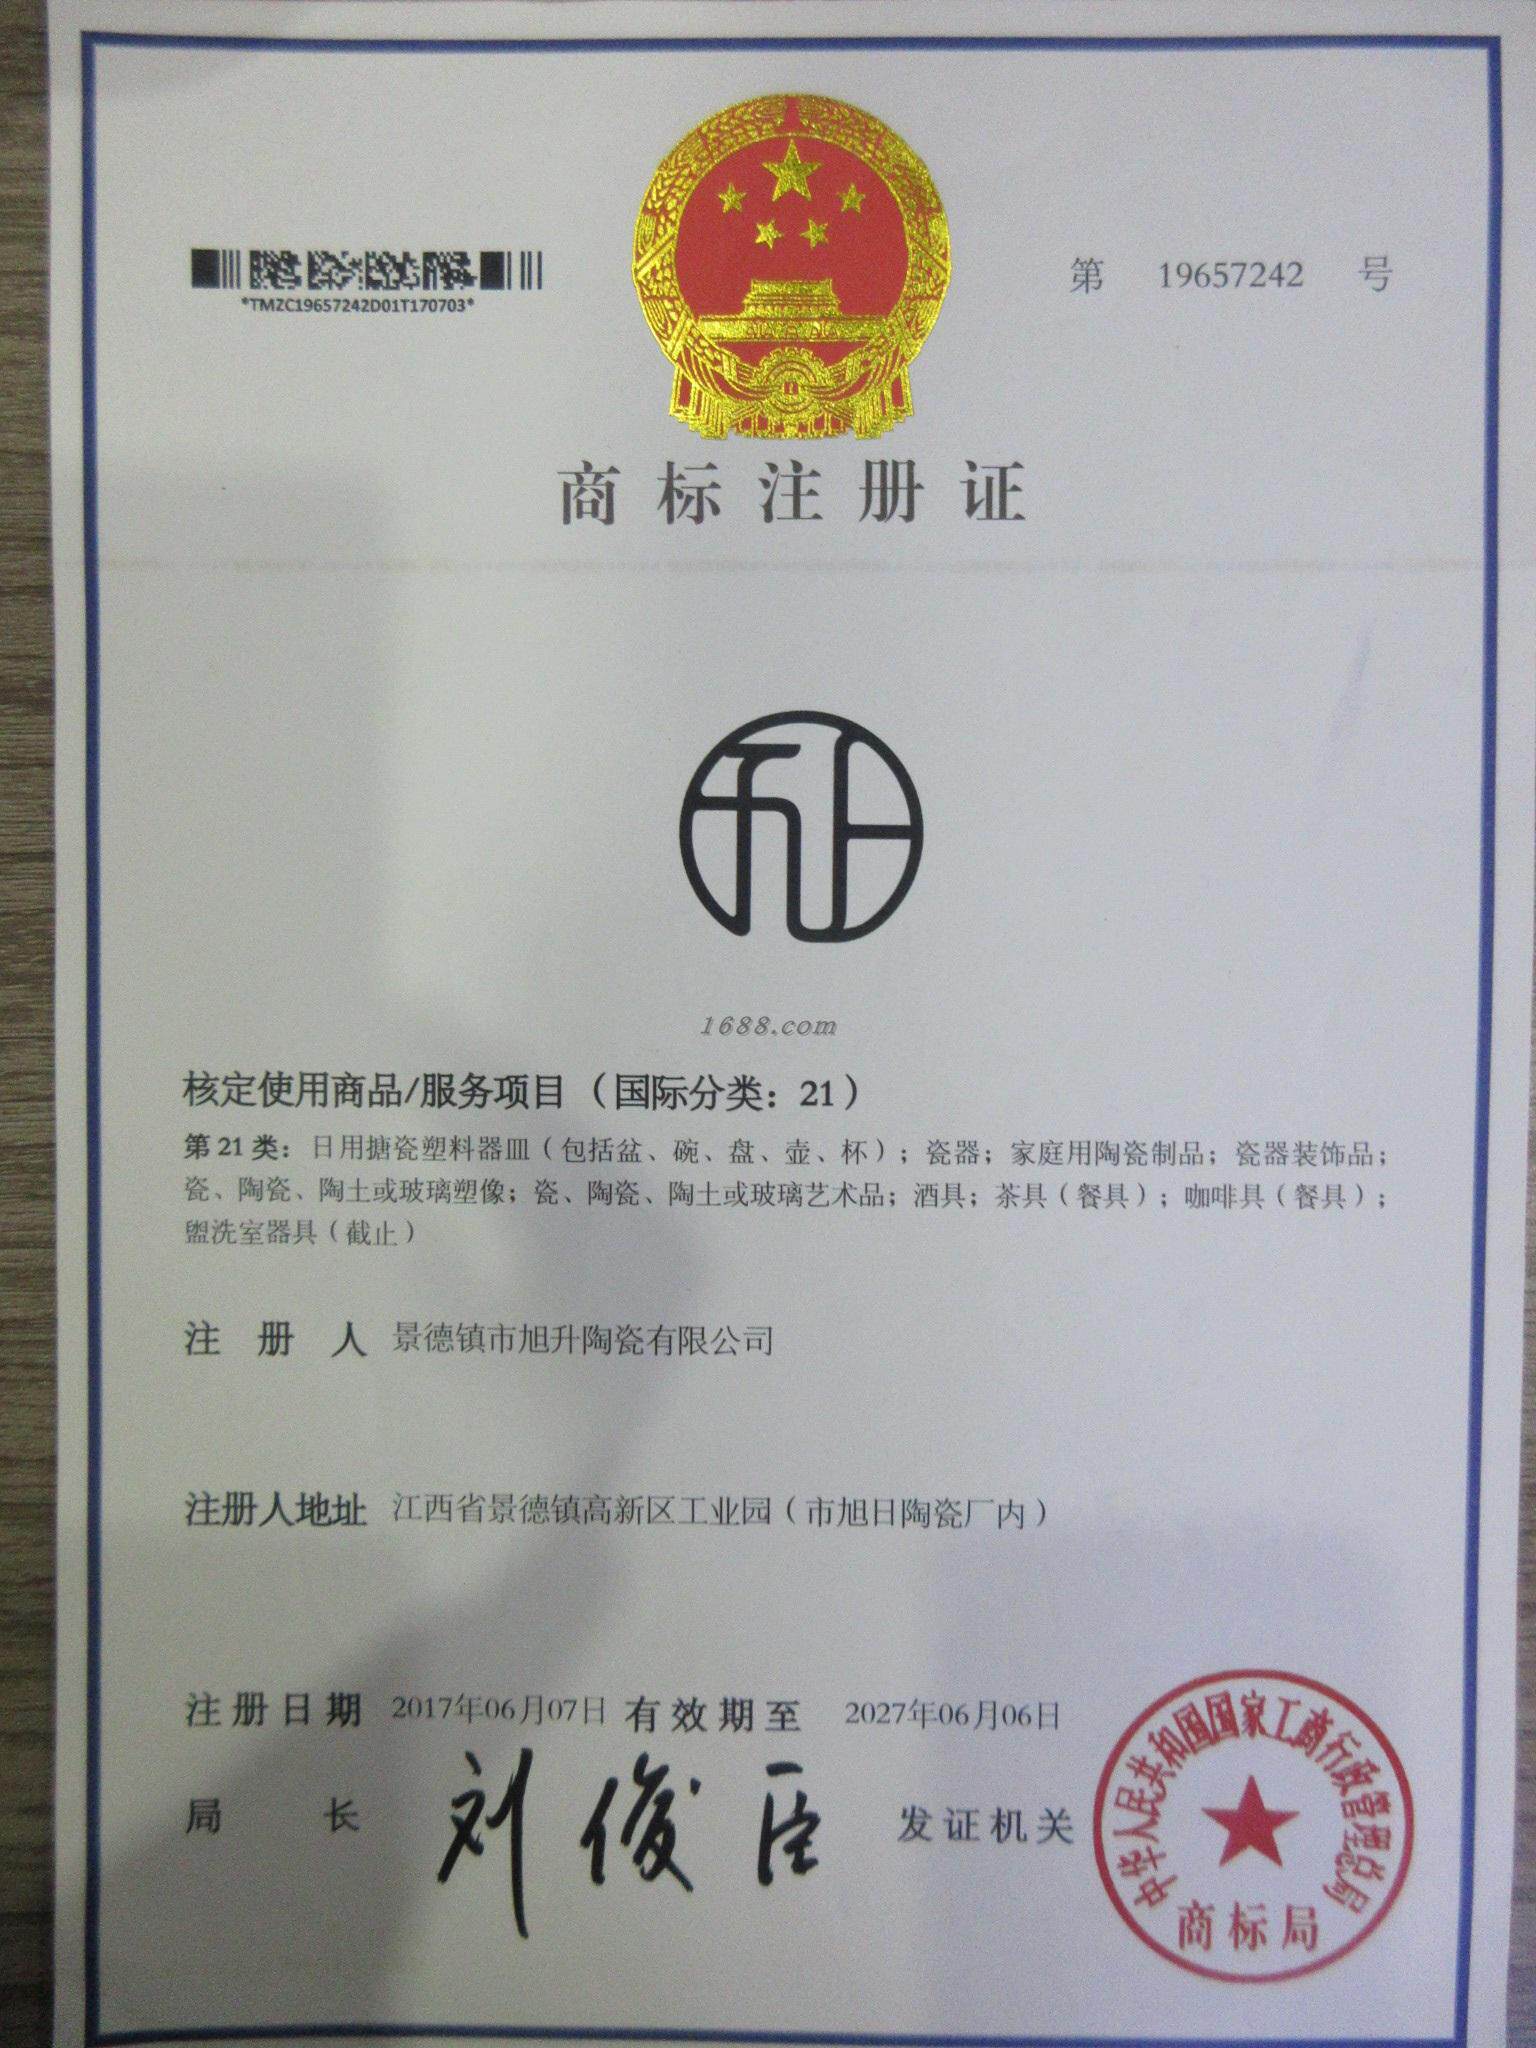 *TMZC19657242D01T170703*
第 19657242 号
商标注册证
1688.com
核定使用商品/服务项目（国际分类：21）
第21类：日用搪瓷塑料器皿（包括盆、碗、盘、壶、杯）；瓷器；家庭用陶瓷制品；瓷器装饰品；
瓷、陶瓷、陶土或玻璃塑像；瓷、陶瓷、陶土或玻璃艺术品；酒具；茶具（餐具）；咖啡具（餐具）；
盥洗室器具（截止）
注册人 景德镇市旭升陶瓷有限公司
注册人地址 江西省景德镇高新区工业园（市旭日陶瓷厂内）
注册日期 2017年06月07日 有效期至 2027年06月06日
局长 刘俊臣 发证机关
中华人民共和国国家工商行政管理总局
商标局